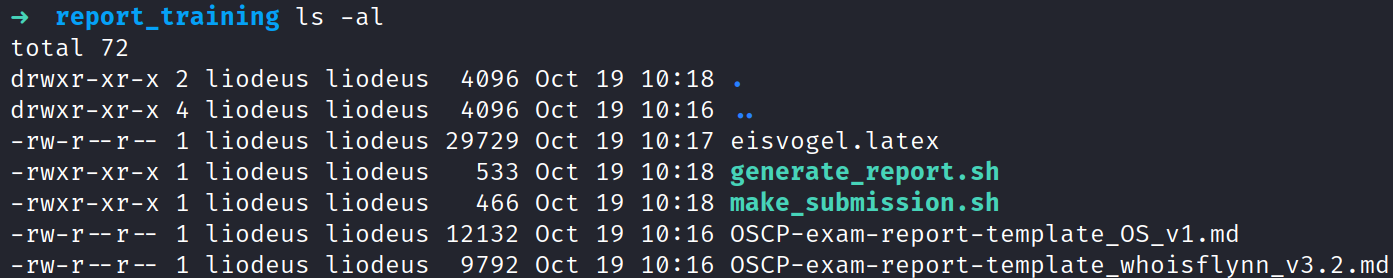 ➜  report_training ls -al
total 72
drwxr-xr-x 2 liodeus liodeus  4096 Oct 19 10:18 .
drwxr-xr-x 4 liodeus liodeus  4096 Oct 19 10:16 ..
-rw-r--r-- 1 liodeus liodeus 29729 Oct 19 10:17 eisvogel.latex
-rwxr-xr-x 1 liodeus liodeus   533 Oct 19 10:18 generate_report.sh
-rwxr-xr-x 1 liodeus liodeus   466 Oct 19 10:18 make_submission.sh
-rw-r--r-- 1 liodeus liodeus 12132 Oct 19 10:16 OSCP-exam-report-template_OS_v1.md
-rw-r--r-- 1 liodeus liodeus  9792 Oct 19 10:16 OSCP-exam-report-template_whoisflynn_v3.2.md